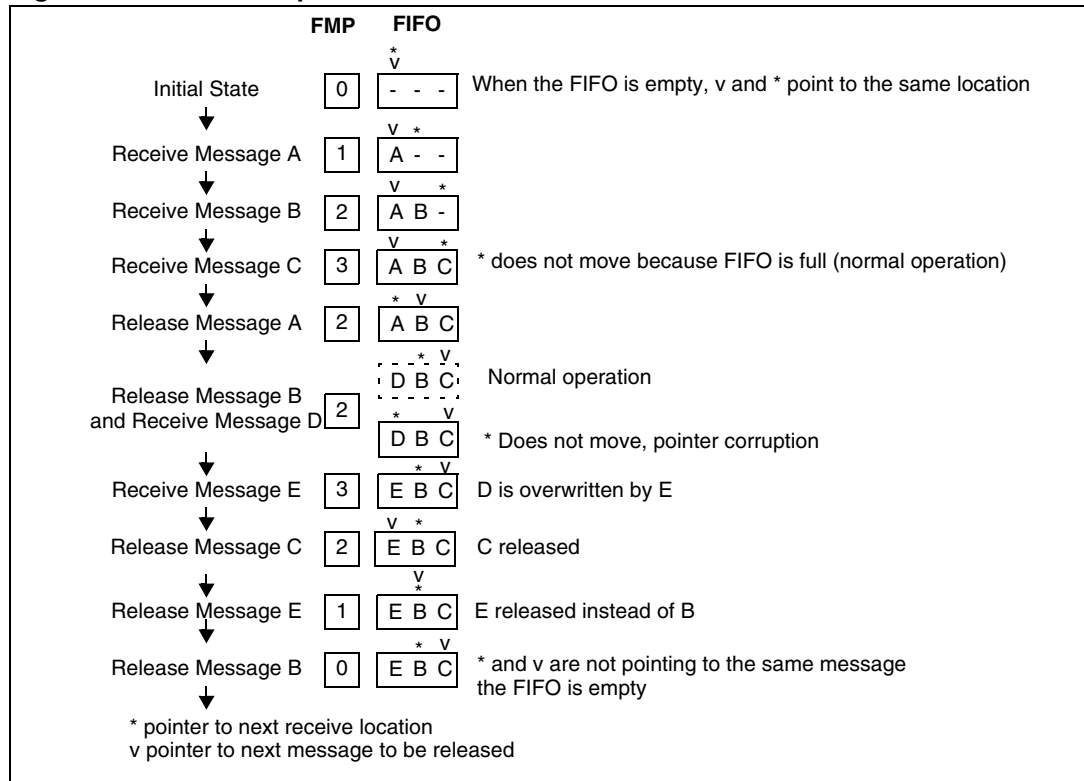 FMP FIFO
*
v
Initial State 0 - - - When the FIFO is empty, v and * point to the same location
v *
Receive Message A 1 A - -
v *
Receive Message B 2 A B -
v *
Receive Message C 3 A B C * does not move because FIFO is full (normal operation)
* v
Release Message A 2 A B C
* v
D B C Normal operation
Release Message B
and Receive Message D 2
* v
D B C * Does not move, pointer corruption
* v
Receive Message E 3 E B C D is overwritten by E
v *
Release Message C 2 E B C C released
v
*
Release Message E 1 E B C E released instead of B
* v
Release Message B 0 E B C * and v are not pointing to the same message
the FIFO is empty
* pointer to next receive location
v pointer to next message to be released